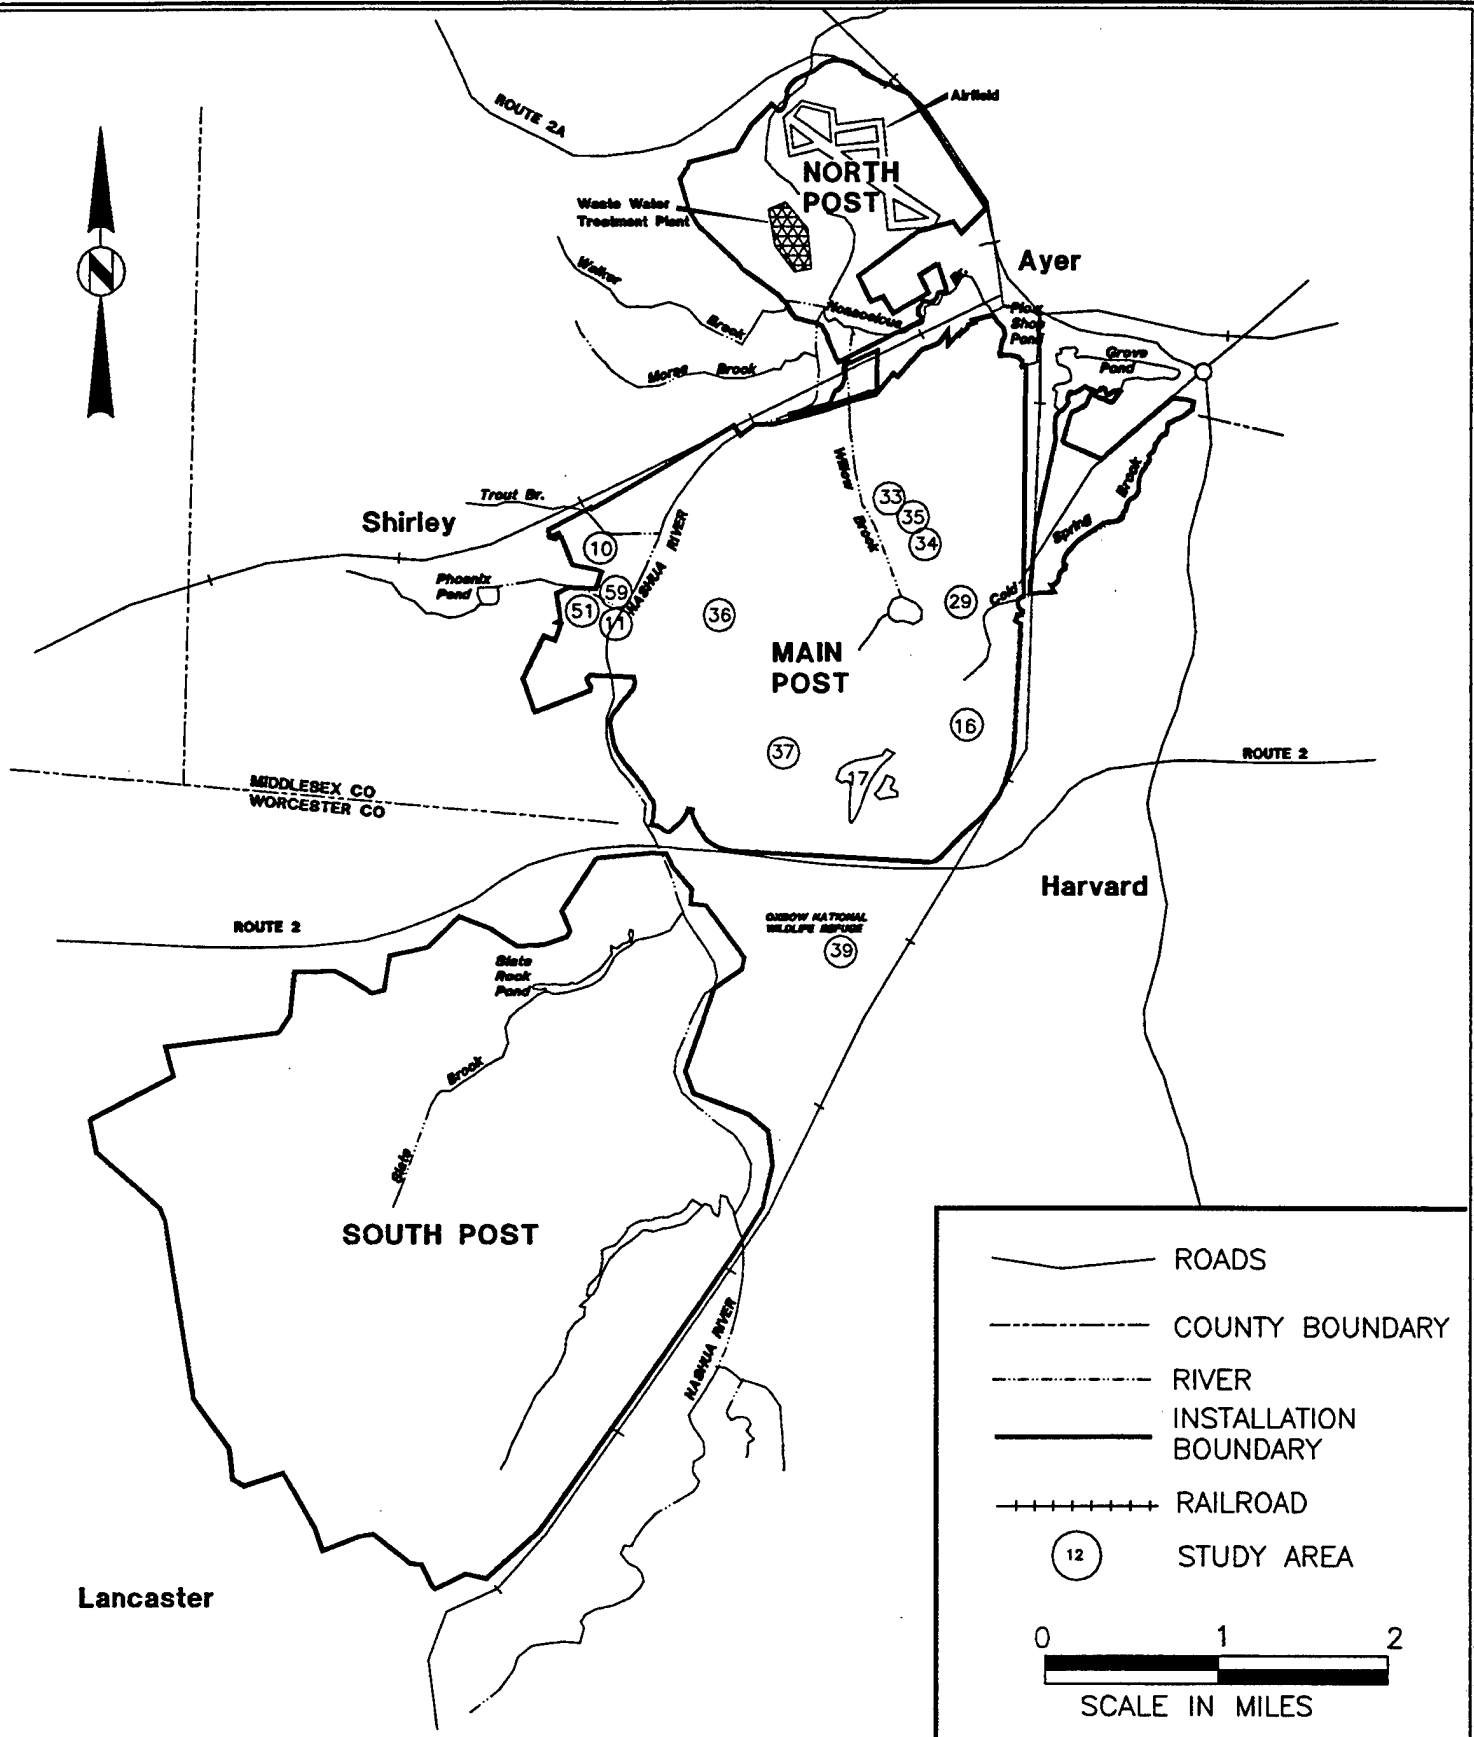 ROUTE 2A
Airfield
NORTH
POST
Waste Water
Treatment Plant
Ayer
Walker
Brook
Nonacoicus
Br.
Plow
Shop
Pond
Grove
Pond
Morse Brook
Willow
Brook
Trout Br.
Shirley
NASHUA RIVER
33
35
34
10
Phoenix
Pond
59
51
11
36
29
Cold
Spring
Brook
MAIN
POST
16
37
17
ROUTE 2
MIDDLESEX CO
WORCESTER CO
Harvard
ROUTE 2
OXBOW NATIONAL
WILDLIFE REFUGE
39
Slate
Rock
Pond
Brook
Slate
SOUTH POST
NASHUA RIVER
Lancaster
ROADS
COUNTY BOUNDARY
RIVER
INSTALLATION
BOUNDARY
RAILROAD
12
STUDY AREA
0 1 2
SCALE IN MILES